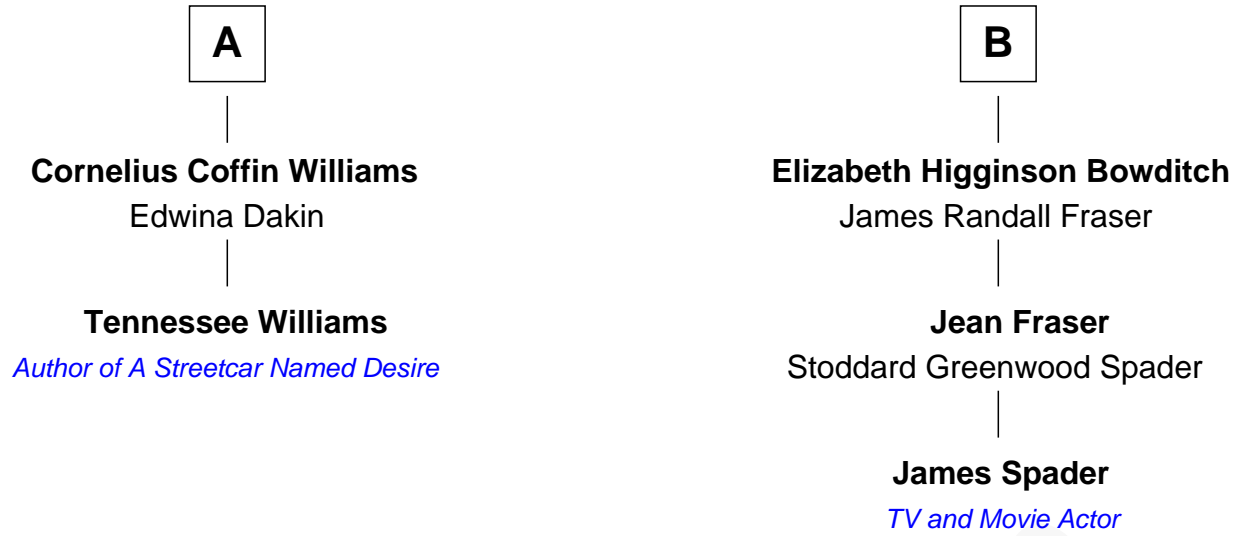 A
Cornelius Coffin Williams
Edwina Dakin
Tennessee Williams
Author of A Streetcar Named Desire
B
Elizabeth Higginson Bowditch
James Randall Fraser
Jean Fraser
Stoddard Greenwood Spader
James Spader
TV and Movie Actor